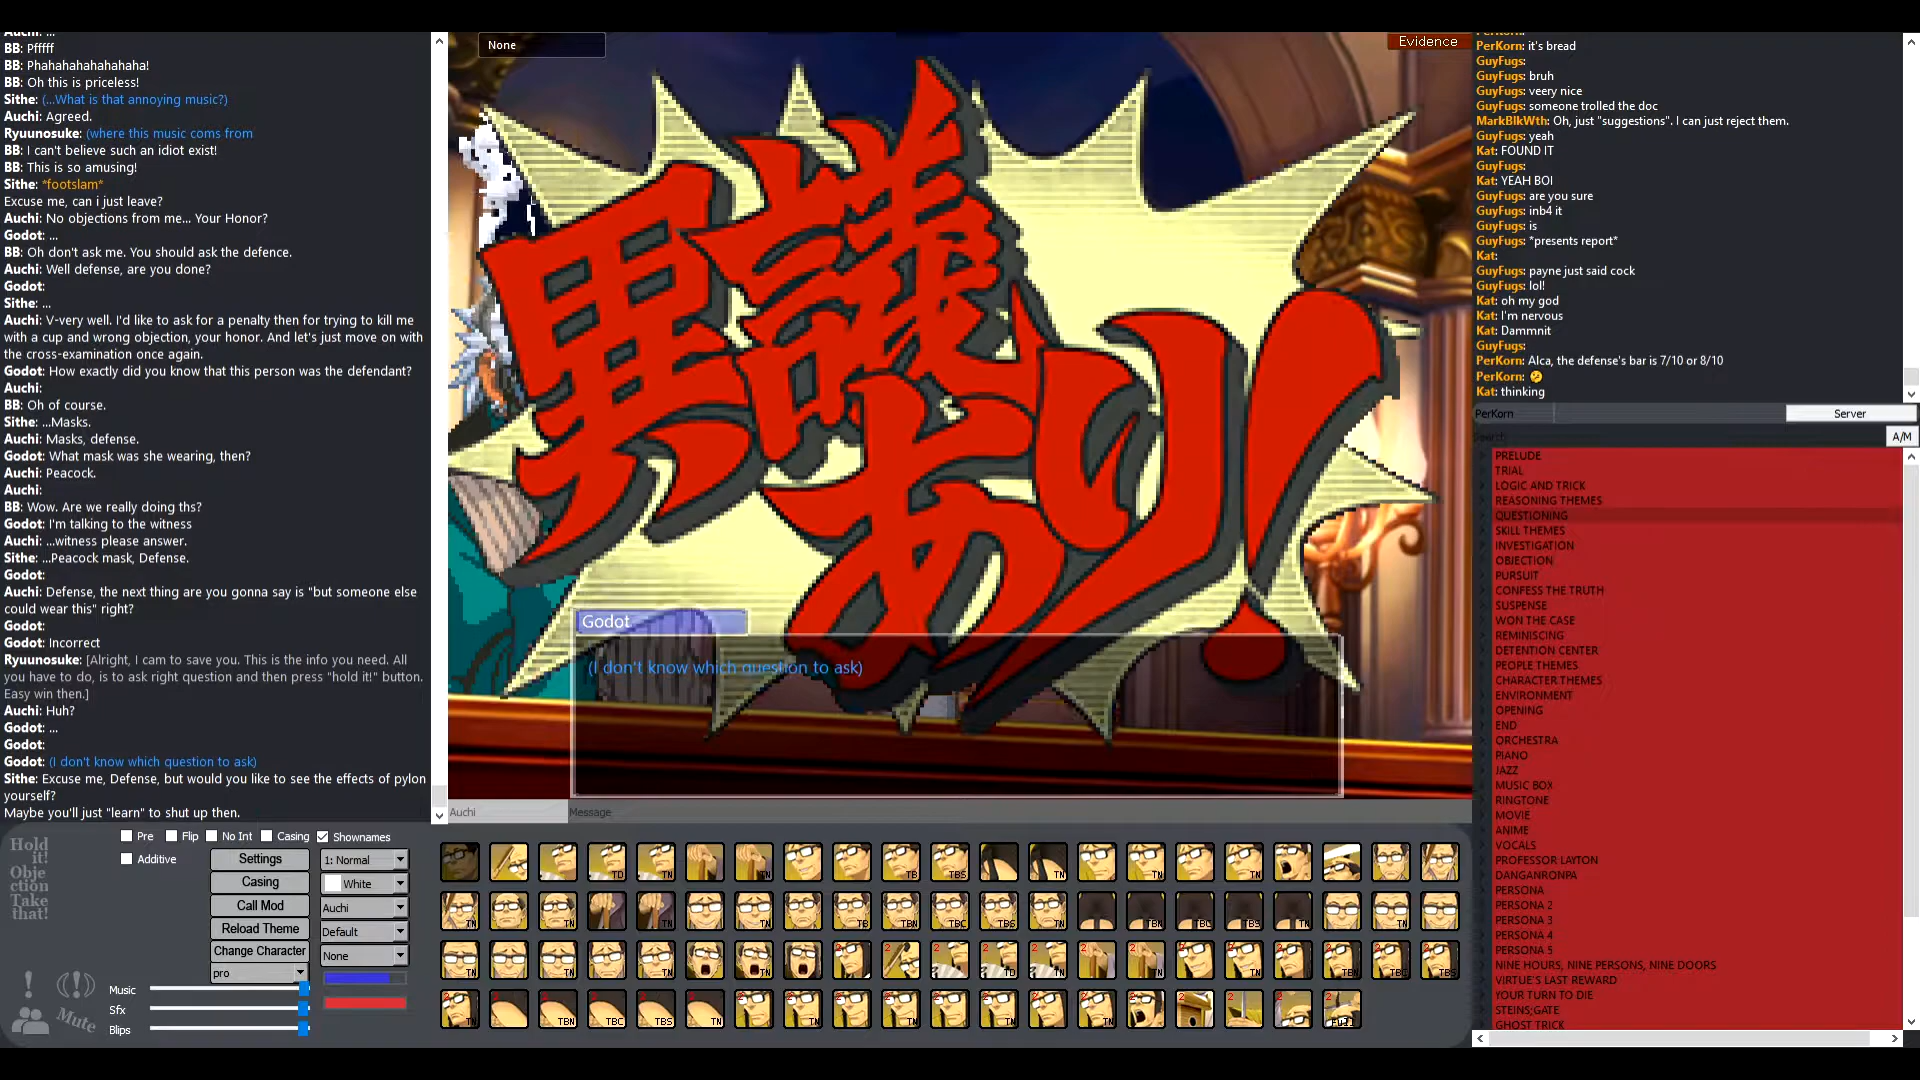 Auchi: ...
BB: Pfffff
BB: Phahahahahahahaha!
BB: Oh this is priceless!
Sithe: (...What is that annoying music?)
Auchi: Agreed.
Ryuunosuke: (where this music coms from
BB: I can't believe such an idiot exist!
BB: This is so amusing!
Sithe: *footslam*
Excuse me, can i just leave?
Auchi: No objections from me... Your Honor?
Godot: ...
BB: Oh don't ask me. You should ask the defence.
Auchi: Well defense, are you done?
Godot:
Sithe: ...
Auchi: V-very well. I'd like to ask for a penalty then for trying to kill me
with a cup and wrong objection, your honor. And let's just move on with
the cross-examination once again.
Godot: How exactly did you know that this person was the defendant?
Auchi:
BB: Oh of course.
Sithe: ...Masks.
Auchi: Masks, defense.
Godot: What mask was she wearing, then?
Auchi: Peacock.
Auchi:
BB: Wow. Are we really doing ths?
Godot: I'm talking to the witness
Auchi: ...witness please answer.
Sithe: ...Peacock mask, Defense.
Godot:
Auchi: Defense, the next thing are you gonna say is "but someone else
could wear this" right?
Godot:
Godot: Incorrect
Ryuunosuke: [Alright, I cam to save you. This is the info you need. All
you have to do, is to ask right question and then press "hold it!" button.
Easy win then.]
Auchi: Huh?
Godot: ...
Godot:
Godot: (I don't know which question to ask)
Sithe: Excuse me, Defense, but would you like to see the effects of pylon
yourself?
Maybe you'll just "learn" to shut up then.
None
Evidence
異議
あり!
Godot
(I don't know which question to ask)
Auchi
Message
PerKorn:
PerKorn: it's bread
GuyFugs:
GuyFugs: bruh
GuyFugs: veery nice
GuyFugs: someone trolled the doc
MarkBlkWth: Oh, just "suggestions". I can just reject them.
GuyFugs: yeah
Kat: FOUND IT
GuyFugs:
Kat: YEAH BOI
GuyFugs: are you sure
GuyFugs: inb4 it
GuyFugs: is
GuyFugs: *presents report*
Kat:
GuyFugs: payne just said cock
GuyFugs: lol!
Kat: oh my god
Kat: I'm nervous
Kat: Dammnit
GuyFugs:
PerKorn: Alca, the defense's bar is 7/10 or 8/10
PerKorn: 🤔
Kat: thinking
PerKorn
Server
Search
A/M
PRELUDE
TRIAL
LOGIC AND TRICK
REASONING THEMES
QUESTIONING
SKILL THEMES
INVESTIGATION
OBJECTION
PURSUIT
CONFESS THE TRUTH
SUSPENSE
WON THE CASE
REMINISCING
DETENTION CENTER
PEOPLE THEMES
CHARACTER THEMES
ENVIRONMENT
OPENING
END
ORCHESTRA
PIANO
JAZZ
MUSIC BOX
RINGTONE
MOVIE
ANIME
VOCALS
PROFESSOR LAYTON
DANGANRONPA
PERSONA
PERSONA 2
PERSONA 3
PERSONA 4
PERSONA 5
NINE HOURS, NINE PERSONS, NINE DOORS
VIRTUE'S LAST REWARD
YOUR TURN TO DIE
STEINS;GATE
GHOST TRICK
Hold
it!
Obje
ction
Take
that!
Pre
Flip
No Int
Casing
Shownames
Additive
Settings
Casing
Call Mod
Reload Theme
Change Character
pro
1: Normal
White
Auchi
Default
None
Mute
Music
Sfx
Blips